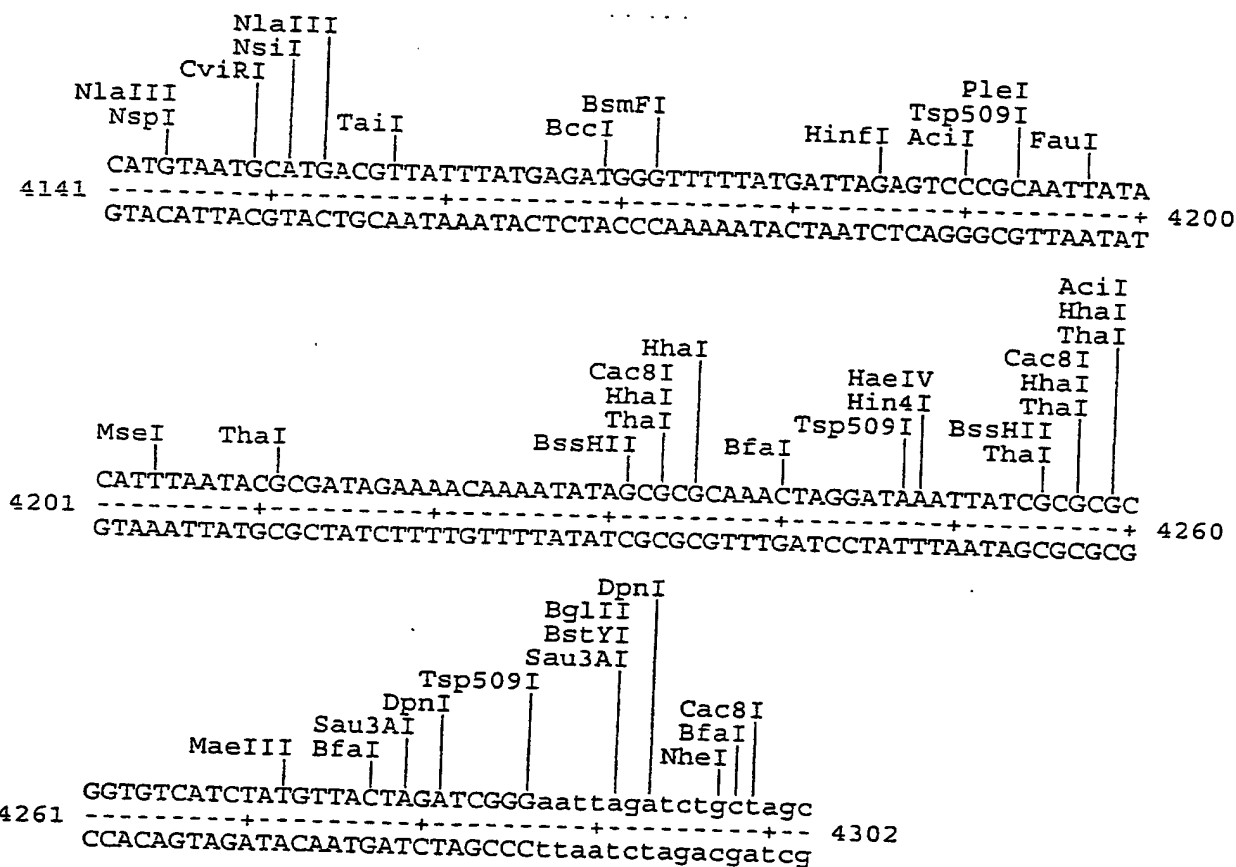 NlaIII
NsiI
CviRI
NlaIII
NspI
TaiI
BsmFI
BccI
PleI
Tsp509I
HinfI AciI FauI
CATGTAATGCATGACGTTATTTATGAGATGGGTTTTTATGATTAGAGTCCCGCAATTATA
4141 ---------+---------+---------+---------+---------+---------+ 4200
GTACATTACGTACTGCAATAAATACTCTACCCAAAAATACTAATCTCAGGGCGTTAATAT
AciI
HhaI
ThaI
HhaI
Cac8I
HhaI
ThaI
BssHII
HaeIV
Hin4I
Tsp509I
Cac8I
HhaI
ThaI
BssHII
ThaI
MseI ThaI BfaI
CATTTAATACGCGATAGAAAACAAAATATAGCGCGCAAACTAGGATAAATTATCGCGCGC
4201 ---------+---------+---------+---------+---------+---------+ 4260
GTAAATTATGCGCTATCTTTTGTTTTATATCGCGCGTTTGATCCTATTTAATAGCGCGCG
DpnI
BglII
BstYI
Sau3AI
Tsp509I
DpnI
Sau3AI
MaeIII BfaI
Cac8I
BfaI
NheI
GGTGTCATCTATGTTACTAGATCGGGaattagatctgctagc
4261 ---------+---------+---------+---------+-- 4302
CCACAGTAGATACAATGATCTAGCCCttaatctagacgatcg